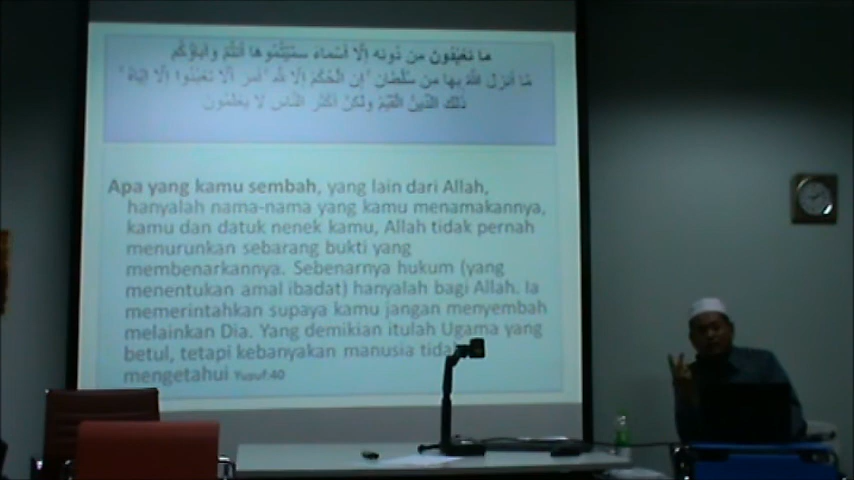 ما تعبدون من دونه إلا أسماء سميتموها أنتم وآباؤكم
ما أنزل الله بها من سلطان ۚ إن الحكم إلا لله ۚ أمر ألا تعبدوا إلا إياه ۚ
ذلك الدين القيم ولكن أكثر الناس لا يعلمون
Apa yang kamu sembah, yang lain dari Allah,
hanyalah nama-nama yang kamu menamakannya,
kamu dan datuk nenek kamu, Allah tidak pernah
menurunkan sebarang bukti yang
membenarkannya. Sebenarnya hukum (yang
menentukan amal ibadat) hanyalah bagi Allah. Ia
memerintahkan supaya kamu jangan menyembah
melainkan Dia. Yang demikian itulah Ugama yang
betul, tetapi kebanyakan manusia tida
mengetahui Yusuf:40